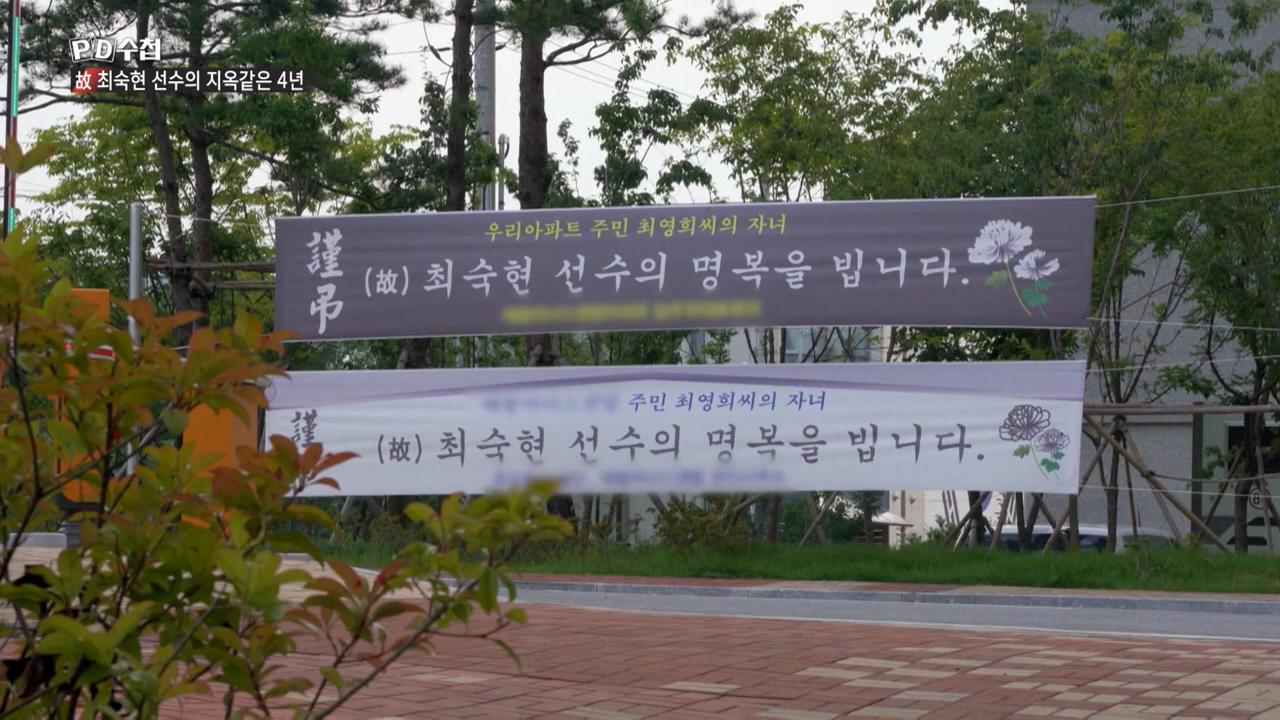 PD수첩
故 최숙현 선수의 지옥같은 4년
우리아파트 주민 최영희씨의 자녀
謹弔
(故) 최숙현 선수의 명복을 빕니다.
주민 최영희씨의 자녀
謹
(故) 최숙현 선수의 명복을 빕니다.